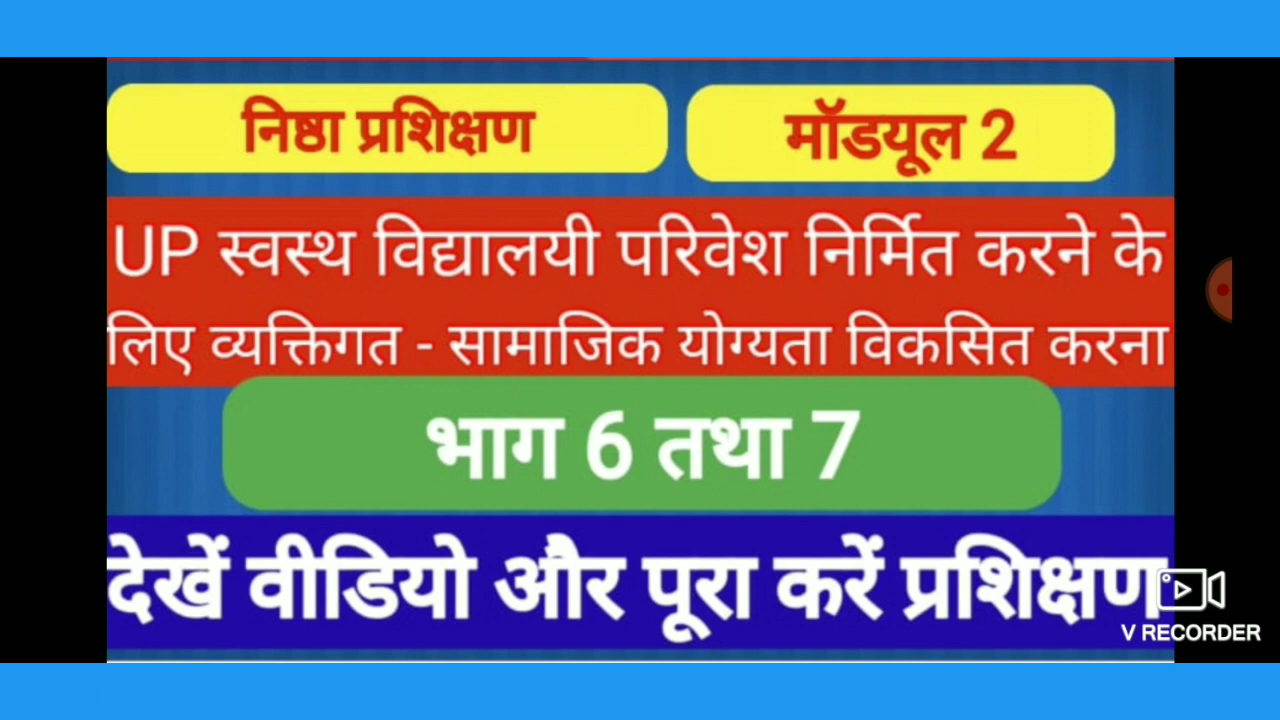 निष्ठा प्रशिक्षण
मॉडयूल 2
UP स्वस्थ विद्यालयी परिवेश निर्मित करने के
लिए व्यक्तिगत - सामाजिक योग्यता विकसित करना
भाग 6 तथा 7
देखें वीडियो और पूरा करें प्रशिक्षण
V RECORDER